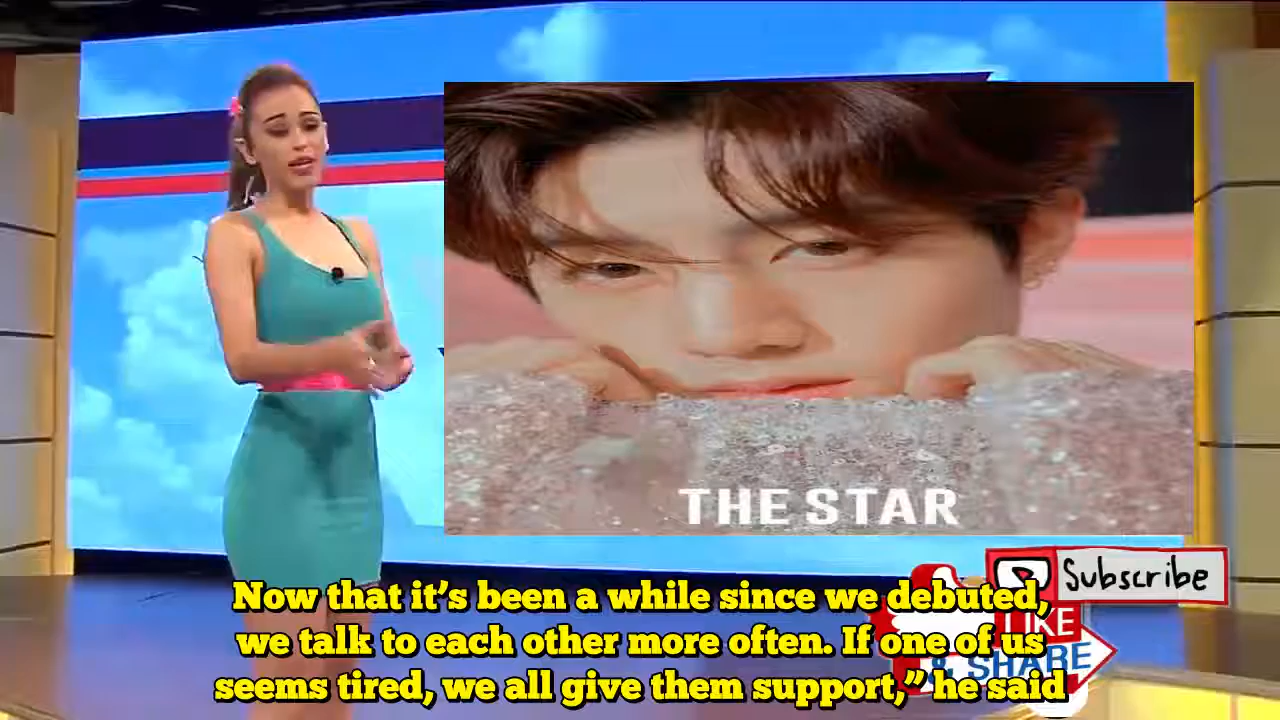 THE STAR
Subscribe
LIKE
& SHARE
Now that it’s been a while since we debuted,
we talk to each other more often. If one of us
seems tired, we all give them support,” he said